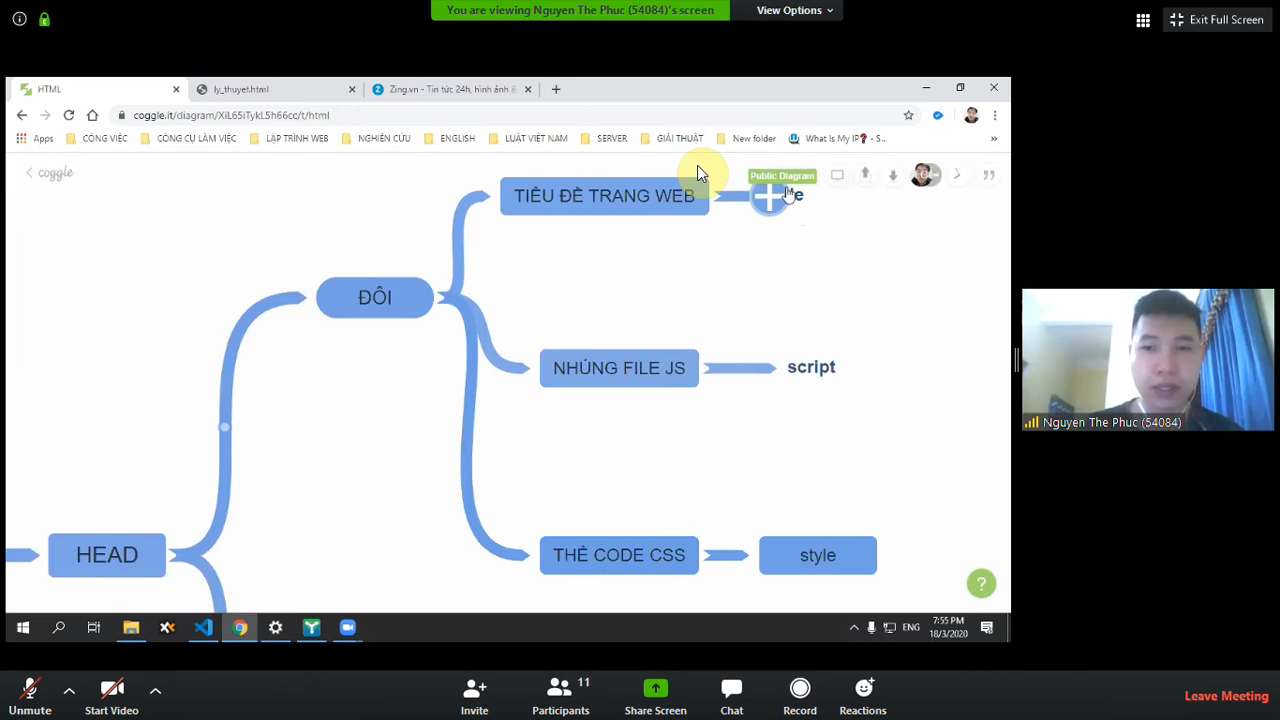 You are viewing Nguyen The Phuc (54084)'s screen
View Options
Exit Full Screen
HTML
ly_thuyet.html
Zing.vn - Tin tức 24h, hình ảnh ấ
coggle.it/diagram/XiL65iTykL5h66cc/t/html
Apps
CÔNG VIỆC
CÔNG CỤ LÀM VIỆC
LẬP TRÌNH WEB
NGHIÊN CỨU
ENGLISH
LUẬT VIỆT NAM
SERVER
GIẢI THUẬT
New folder
What Is My IP? - S...
coggle
Public Diagram
TIÊU ĐỀ TRANG WEB
e
ĐÔI
NHÚNG FILE JS
script
HEAD
THẺ CODE CSS
style
?
Nguyen The Phuc (54084)
ENG
7:55 PM
18/3/2020
Unmute
Start Video
Invite
11
Participants
Share Screen
Chat
Record
Reactions
Leave Meeting